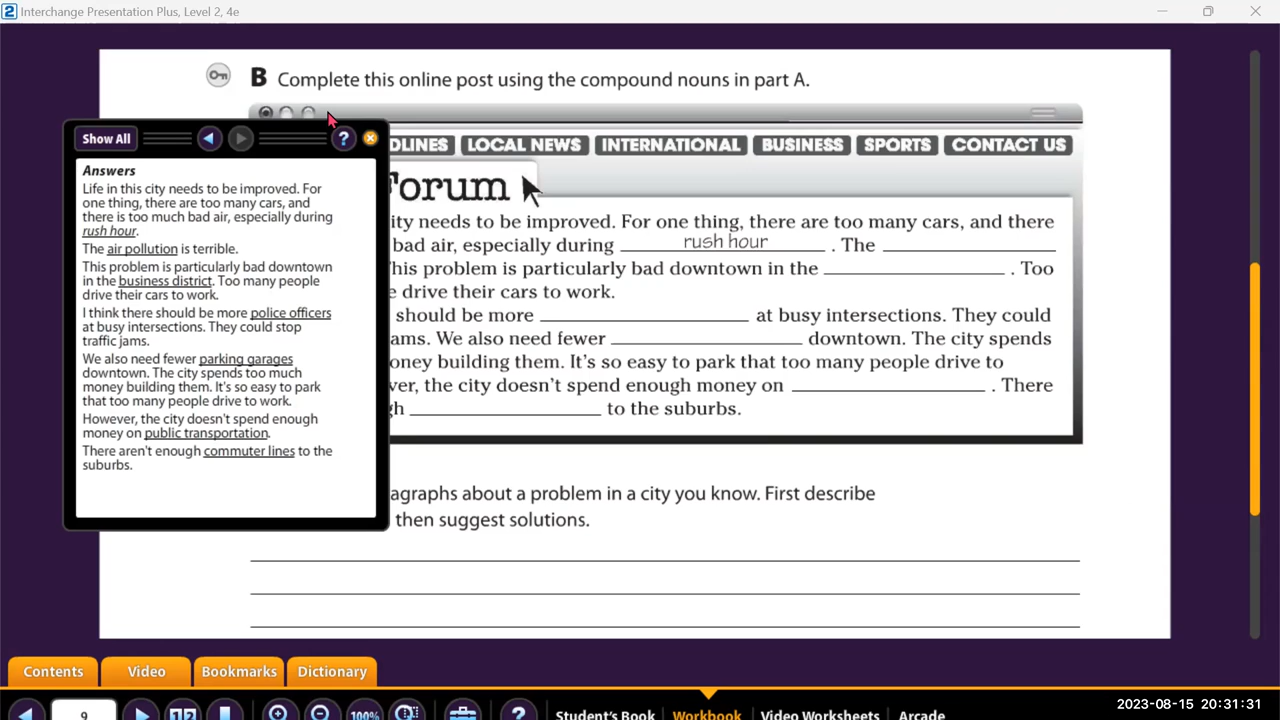 Interchange Presentation Plus, Level 2, 4e
B Complete this online post using the compound nouns in part A.
DLINES LOCAL NEWS INTERNATIONAL BUSINESS SPORTS CONTACT US
Forum
ity needs to be improved. For one thing, there are too many cars, and there
bad air, especially during rush hour . The
his problem is particularly bad downtown in the . Too
e drive their cars to work.
should be more at busy intersections. They could
ams. We also need fewer downtown. The city spends
oney building them. It's so easy to park that too many people drive to
ver, the city doesn't spend enough money on . There
gh to the suburbs.
agraphs about a problem in a city you know. First describe
then suggest solutions.
Show All ?
Answers
Life in this city needs to be improved. For
one thing, there are too many cars, and
there is too much bad air, especially during
rush hour.
The air pollution is terrible.
This problem is particularly bad downtown
in the business district. Too many people
drive their cars to work.
I think there should be more police officers
at busy intersections. They could stop
traffic jams.
We also need fewer parking garages
downtown. The city spends too much
money building them. It's so easy to park
that too many people drive to work.
However, the city doesn't spend enough
money on public transportation.
There aren't enough commuter lines to the
suburbs.
Contents Video Bookmarks Dictionary
9 1 2 100% ? Student's Book Workbook Video Worksheets Arcade
2023-08-15 20:31:31